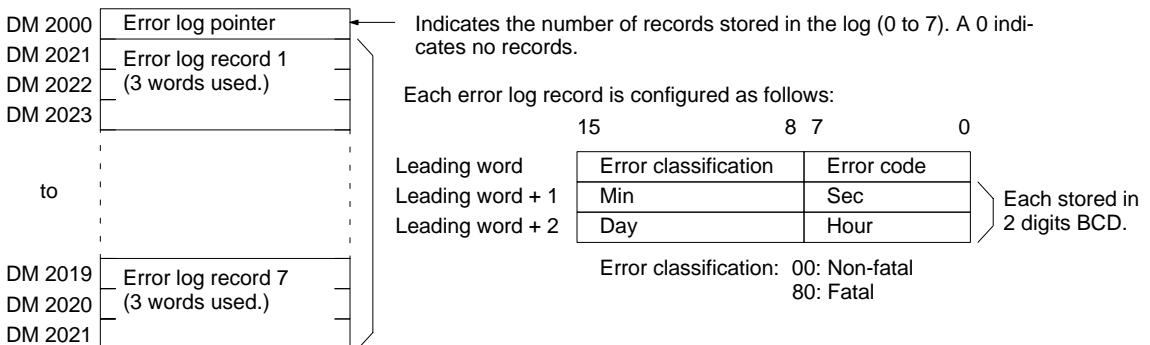 DM 2000 Error log pointer
Indicates the number of records stored in the log (0 to 7). A 0 indi-
cates no records.
DM 2021 Error log record 1
DM 2022 (3 words used.)
DM 2023
to
DM 2019 Error log record 7
DM 2020 (3 words used.)
DM 2021
Each error log record is configured as follows:
15 8 7 0
Leading word Error classification Error code
Leading word + 1 Min Sec
Leading word + 2 Day Hour
Each stored in
2 digits BCD.
Error classification: 00: Non-fatal
80: Fatal